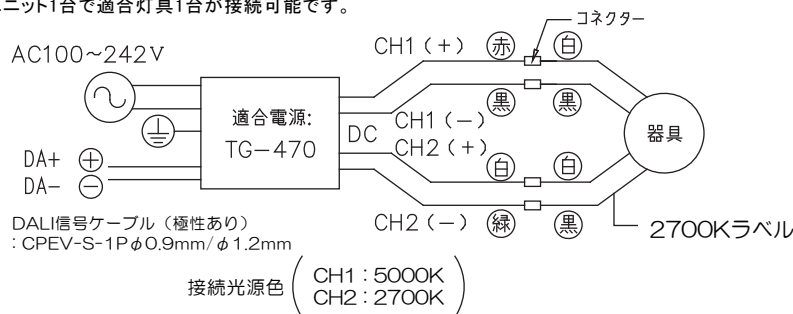 ニット1台で適合灯具1台が接続可能です。
コネクター
AC100~242V
CH1(+) 赤 白
適合電源:
TG-470
DC
黒 黒
CH1(-)
CH2(+)
器具
DA+ +
DA- -
白 白
CH2(-) 緑 黒
2700Kラベル
DALI信号ケーブル(極性あり)
:CPEV-S-1Pφ0.9mm/φ1.2mm
接続光源色
CH1:5000K
CH2:2700K